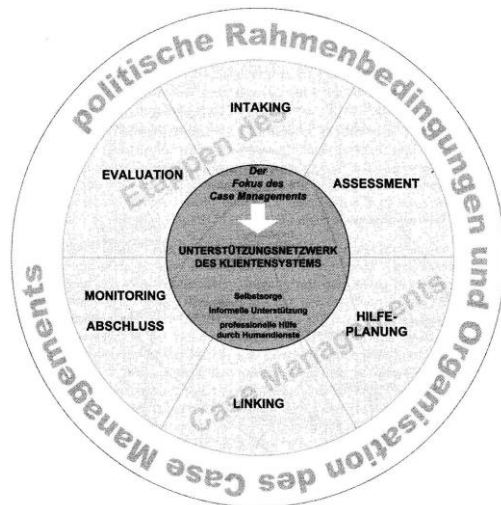 politische Rahmenbedingungen und Organisation des Case Managements
Etappen des
Case Managements
INTAKING
ASSESSMENT
HILFE-
PLANUNG
LINKING
MONITORING
ABSCHLUSS
EVALUATION
Der
Fokus des
Case Managements
UNTERSTÜTZUNGSNETZWERK
DES KLIENTENSYSTEMS
Selbstsorge
Informelle Unterstützung
professionelle Hilfe
durch Humandienste